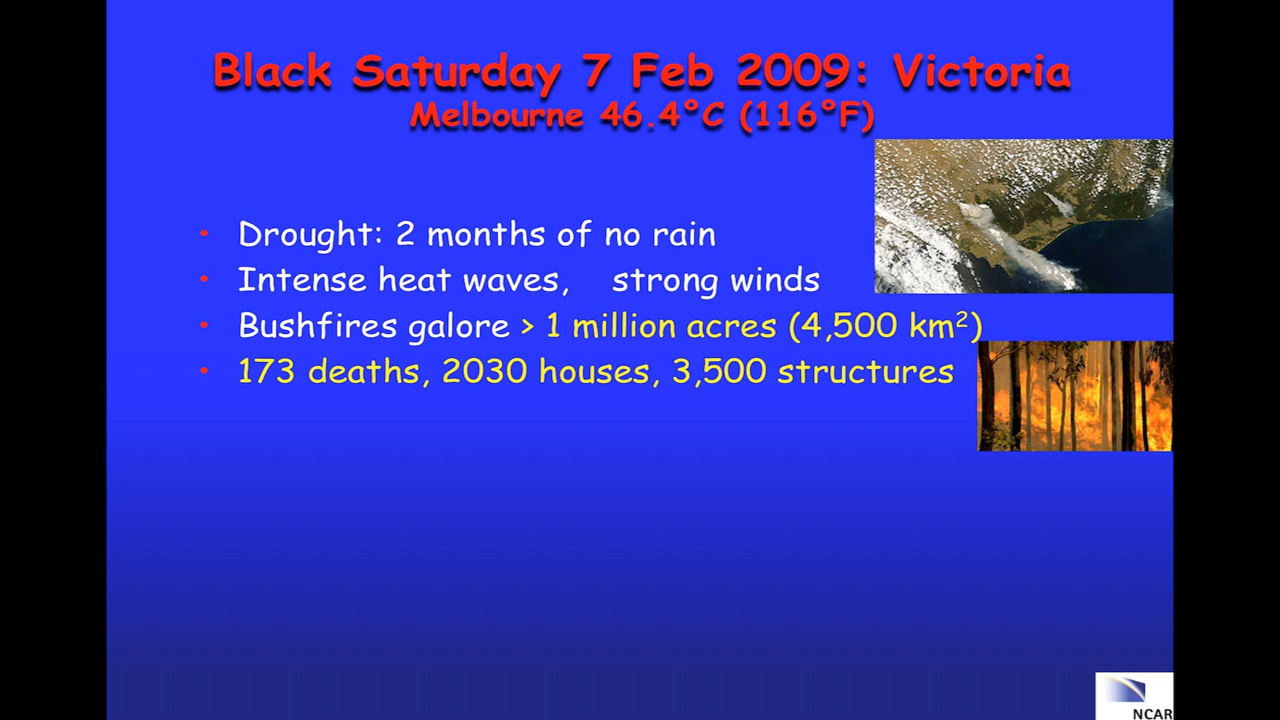 Black Saturday 7 Feb 2009: Victoria
Melbourne 46.4°C (116°F)
• Drought: 2 months of no rain
• Intense heat waves, strong winds
• Bushfires galore > 1 million acres (4,500 km²)
• 173 deaths, 2030 houses, 3,500 structures
NCAR